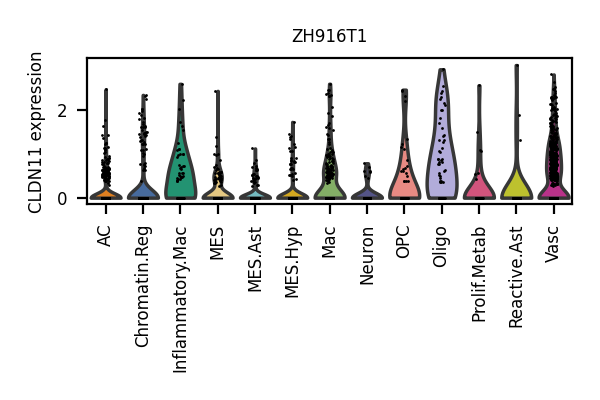 ZH916T1
CLDN11 expression
2
0
AC
Chromatin.Reg
Inflammatory.Mac
MES
MES.Ast
MES.Hyp
Mac
Neuron
OPC
Oligo
Prolif.Metab
Reactive.Ast
Vasc